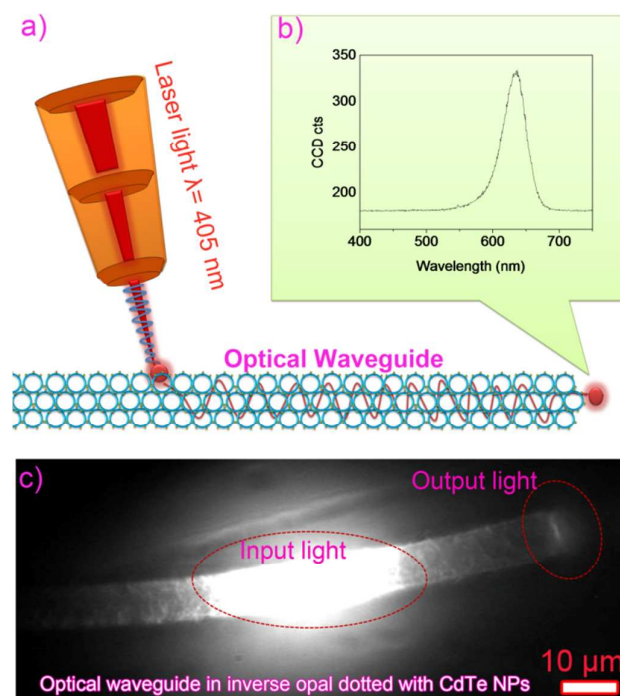 a)
Laser light λ= 405 nm
b)
350
300
250
200
CCD cts
400
500
600
700
Wavelength (nm)
Optical Waveguide
c)
Output light
Input light
10 µm
Optical waveguide in inverse opal dotted with CdTe NPs